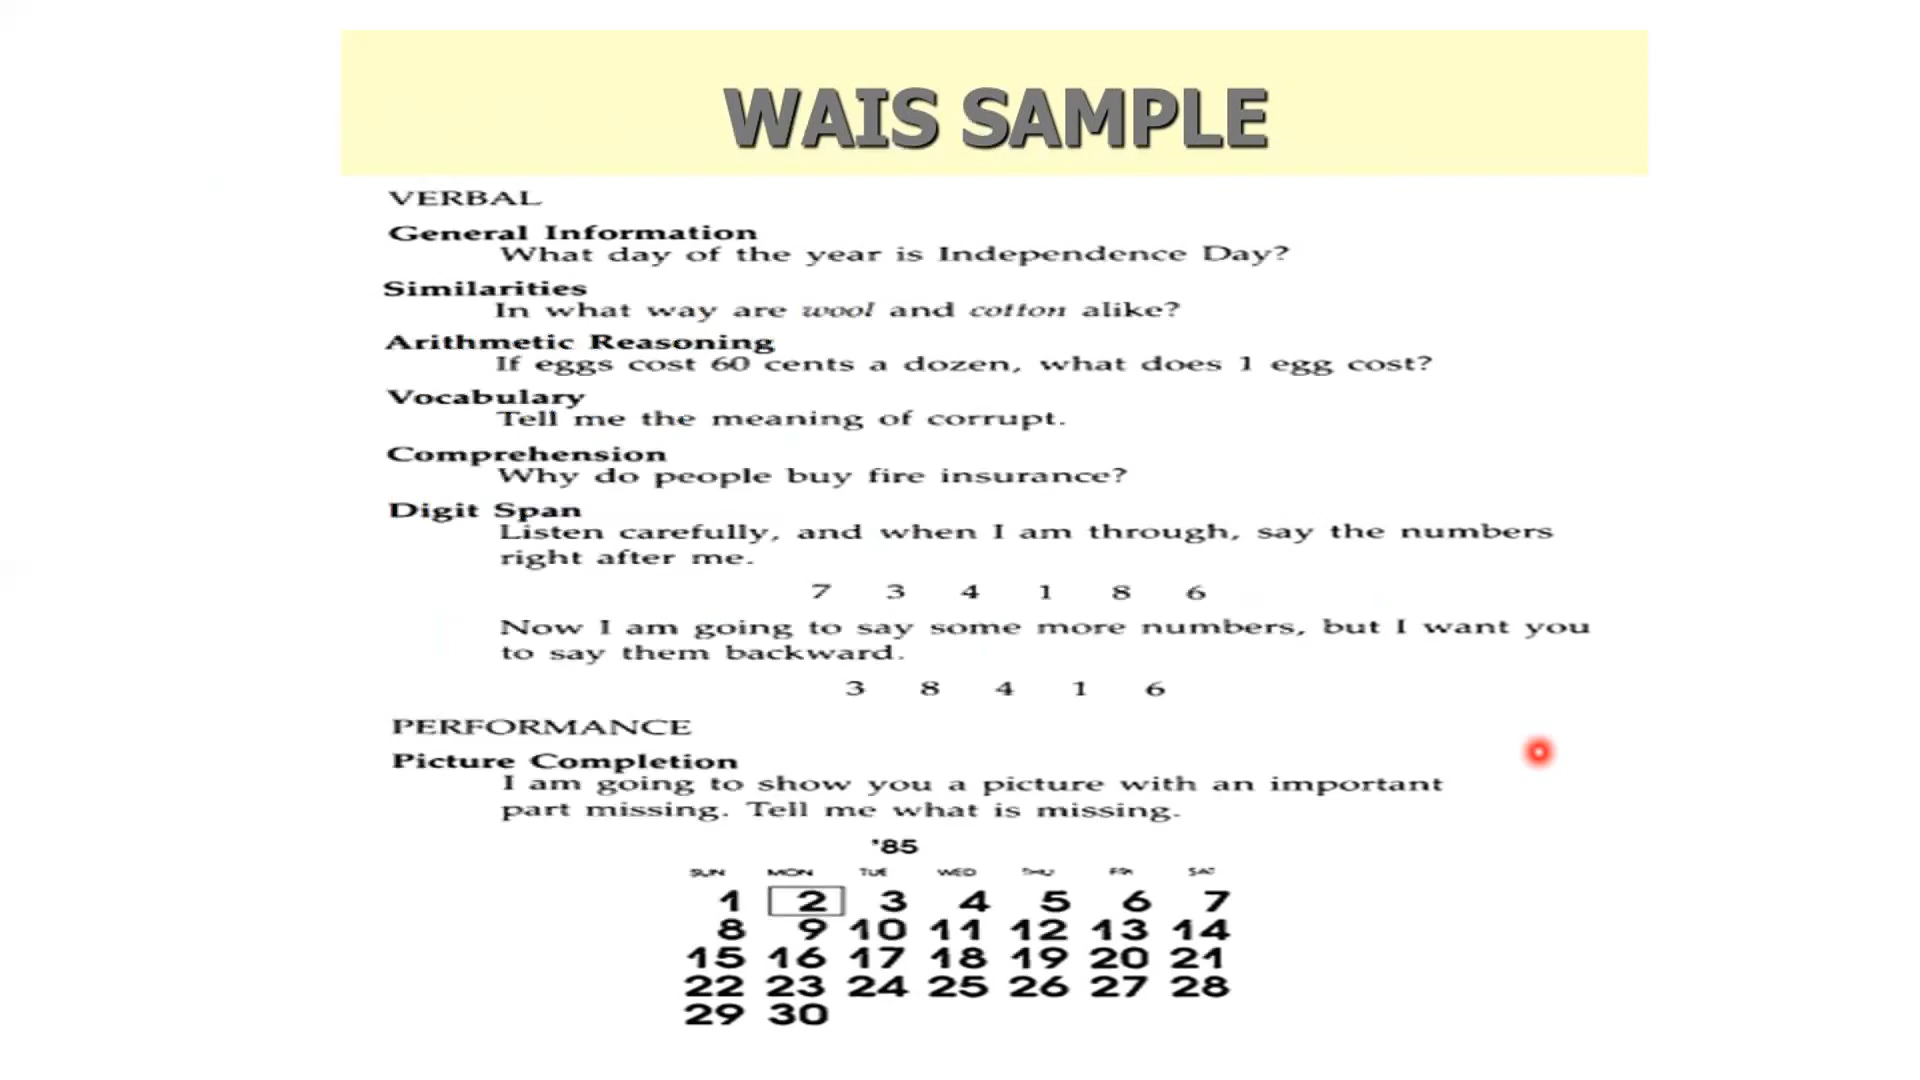 WAIS SAMPLE
VERBAL
General Information
What day of the year is Independence Day?
Similarities
In what way are wool and cotton alike?
Arithmetic Reasoning
If eggs cost 60 cents a dozen, what does 1 egg cost?
Vocabulary
Tell me the meaning of corrupt.
Comprehension
Why do people buy fire insurance?
Digit Span
Listen carefully, and when I am through, say the numbers
right after me.
7 3 4 1 8 6
Now I am going to say some more numbers, but I want you
to say them backward.
3 8 4 1 6
PERFORMANCE
Picture Completion
I am going to show you a picture with an important
part missing. Tell me what is missing.
'85
SUN MON TUE WED THU FRI SAT
1 2 3 4 5 6 7
8 9 10 11 12 13 14
15 16 17 18 19 20 21
22 23 24 25 26 27 28
29 30